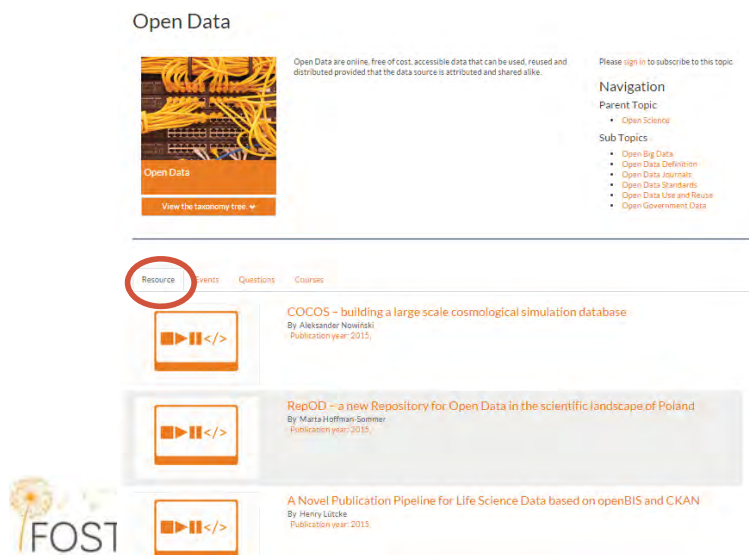 Open Data
Open Data are online, free of cost, accessible data that can be used, reused and
distributed provided that the data source is attributed and shared alike.
Please sign in to subscribe to this topic
Navigation
Parent Topic
Open Science
Sub Topics
Open Big Data
Open Data Definition
Open Data Journals
Open Data Standards
Open Data Use and Reuse
Open Government Data
Open Data
View the taxonomy tree
Resource Events Questions Courses
COCOS – building a large scale cosmological simulation database
By Aleksander Nowiński
Publication year: 2015,
RepOD – a new Repository for Open Data in the scientific landscape of Poland
By Marta Hoffman-Sommer
Publication year: 2015,
A Novel Publication Pipeline for Life Science Data based on openBIS and CKAN
By Henry Lütcke
Publication year: 2015,
FOST